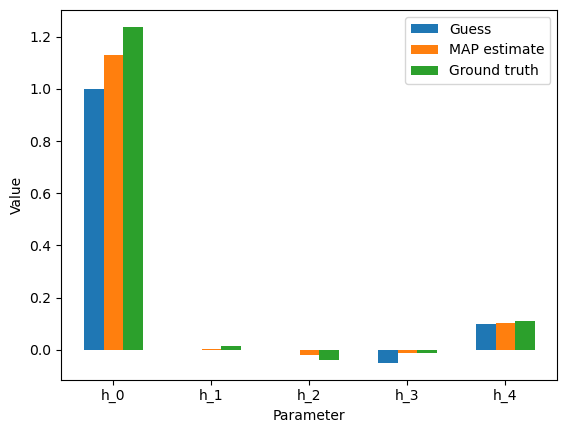 Guess
MAP estimate
Ground truth
Value
1.2
1.0
0.8
0.6
0.4
0.2
0.0
h_0 h_1 h_2 h_3 h_4
Parameter